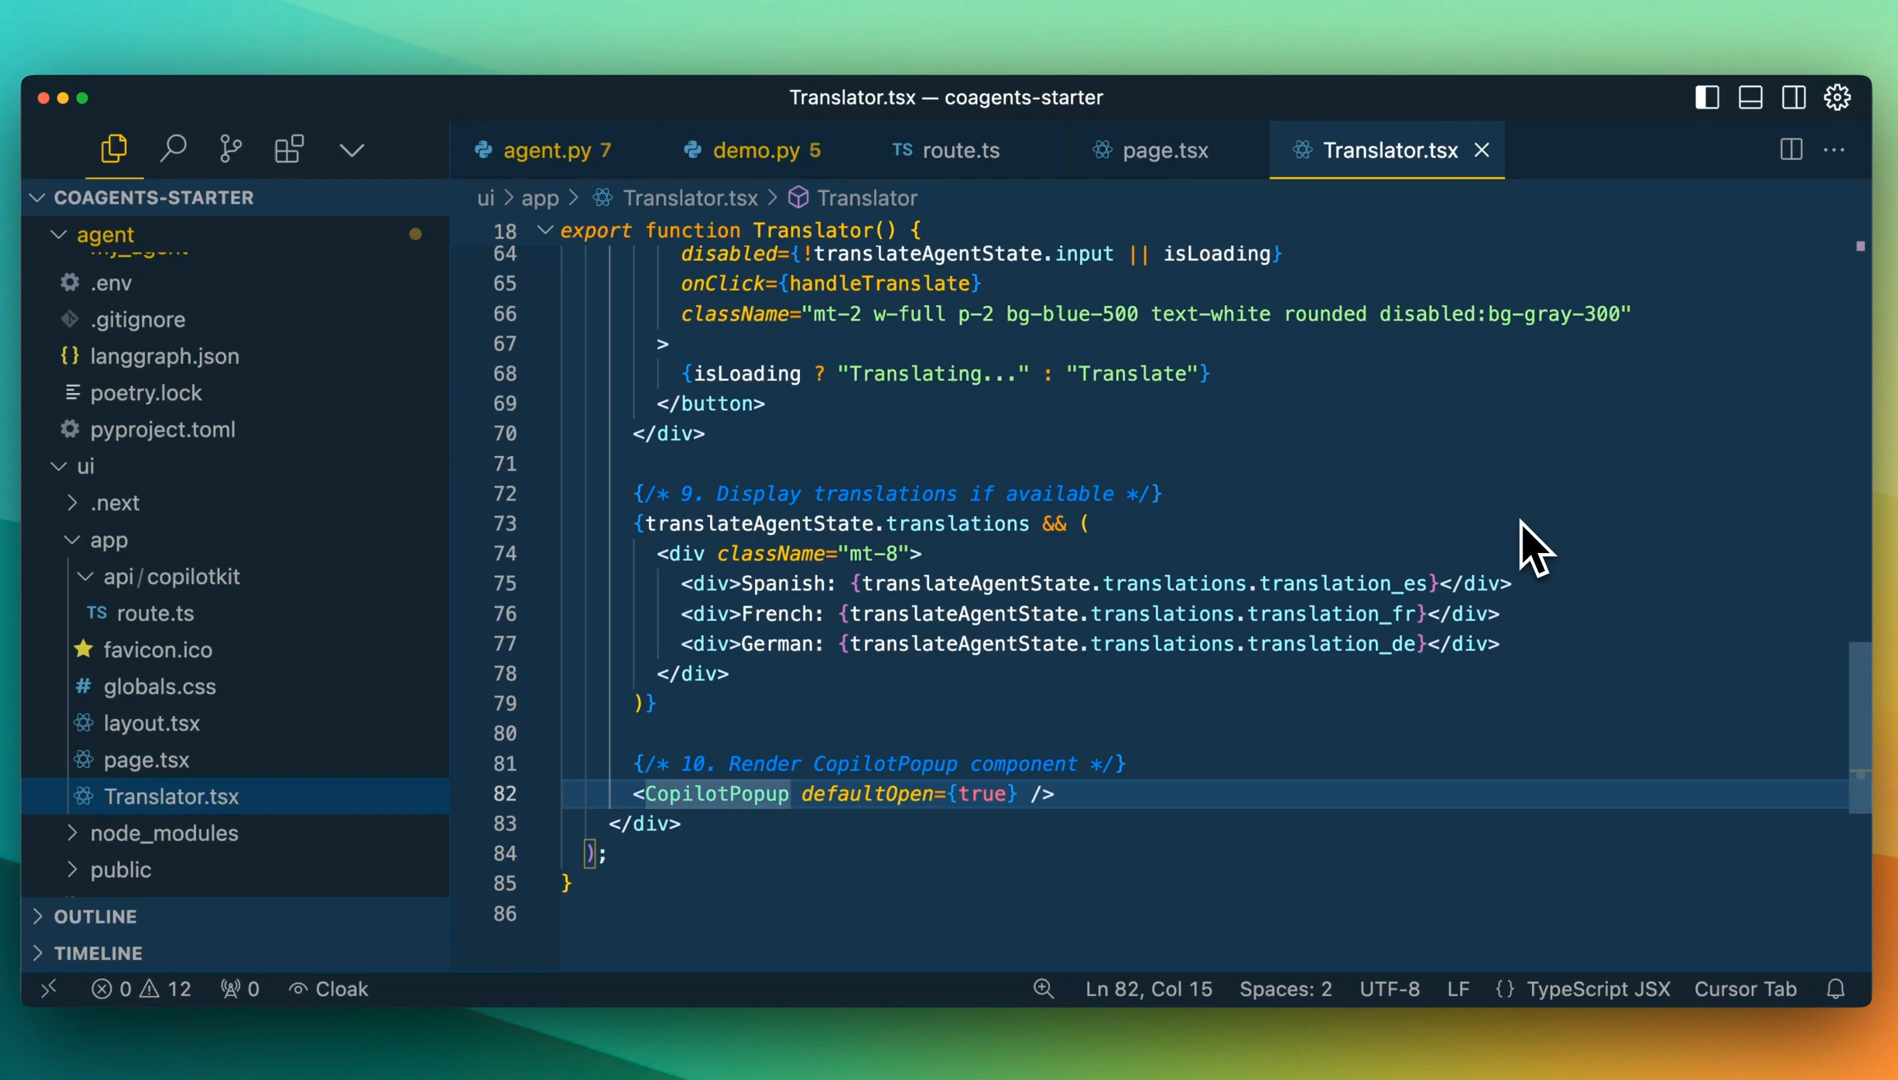 Translator.tsx — coagents-starter
agent.py 7
demo.py 5
TS route.ts
page.tsx
Translator.tsx
COAGENTS-STARTER
agent
my_agent
.env
.gitignore
{} langgraph.json
poetry.lock
pyproject.toml
ui
.next
app
api/copilotkit
TS route.ts
favicon.ico
# globals.css
layout.tsx
page.tsx
Translator.tsx
node_modules
public
OUTLINE
TIMELINE
ui > app > Translator.tsx > Translator
18 export function Translator() {
64 disabled={!translateAgentState.input || isLoading}
65 onClick={handleTranslate}
66 className="mt-2 w-full p-2 bg-blue-500 text-white rounded disabled:bg-gray-300"
67 >
68 {isLoading ? "Translating..." : "Translate"}
69 </button>
70 </div>
71
72 {/* 9. Display translations if available */}
73 {translateAgentState.translations && (
74 <div className="mt-8">
75 <div>Spanish: {translateAgentState.translations.translation_es}</div>
76 <div>French: {translateAgentState.translations.translation_fr}</div>
77 <div>German: {translateAgentState.translations.translation_de}</div>
78 </div>
79 )}
80
81 {/* 10. Render CopilotPopup component */}
82 <CopilotPopup defaultOpen={true} />
83 </div>
84 );
85 }
86
0 12 0 Cloak Ln 82, Col 15 Spaces: 2 UTF-8 LF {} TypeScript JSX Cursor Tab